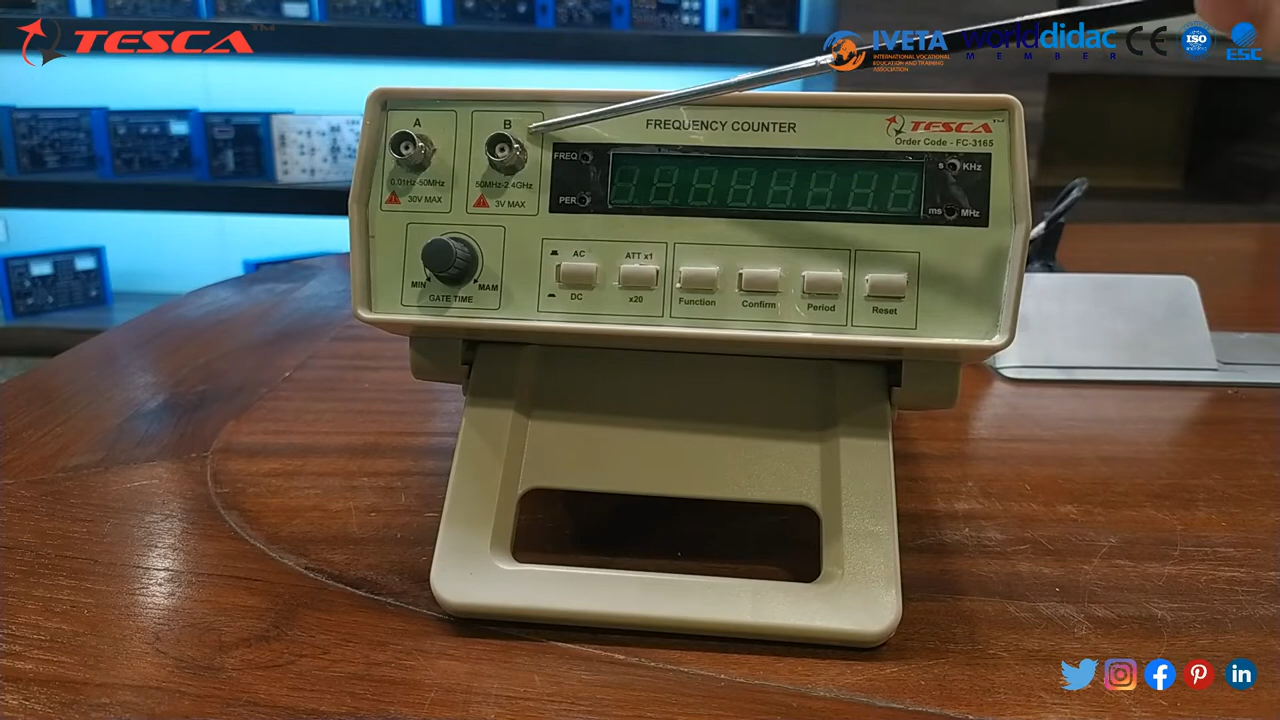 TESCA
IVETA
INTERNATIONAL VOCATIONAL
EDUCATION AND TRAINING
ASSOCIATION
worlddidac
MEMBER
CE
ISO
ESC
A
B
FREQUENCY COUNTER
TESCA™
Order Code - FC-3165
0.01Hz-50MHz
30V MAX
50MHz-2.4GHz
3V MAX
FREQ
PER
s
KHz
ms
MHz
MIN
MAM
GATE TIME
AC
DC
ATT x1
x20
Function
Confirm
Period
Reset